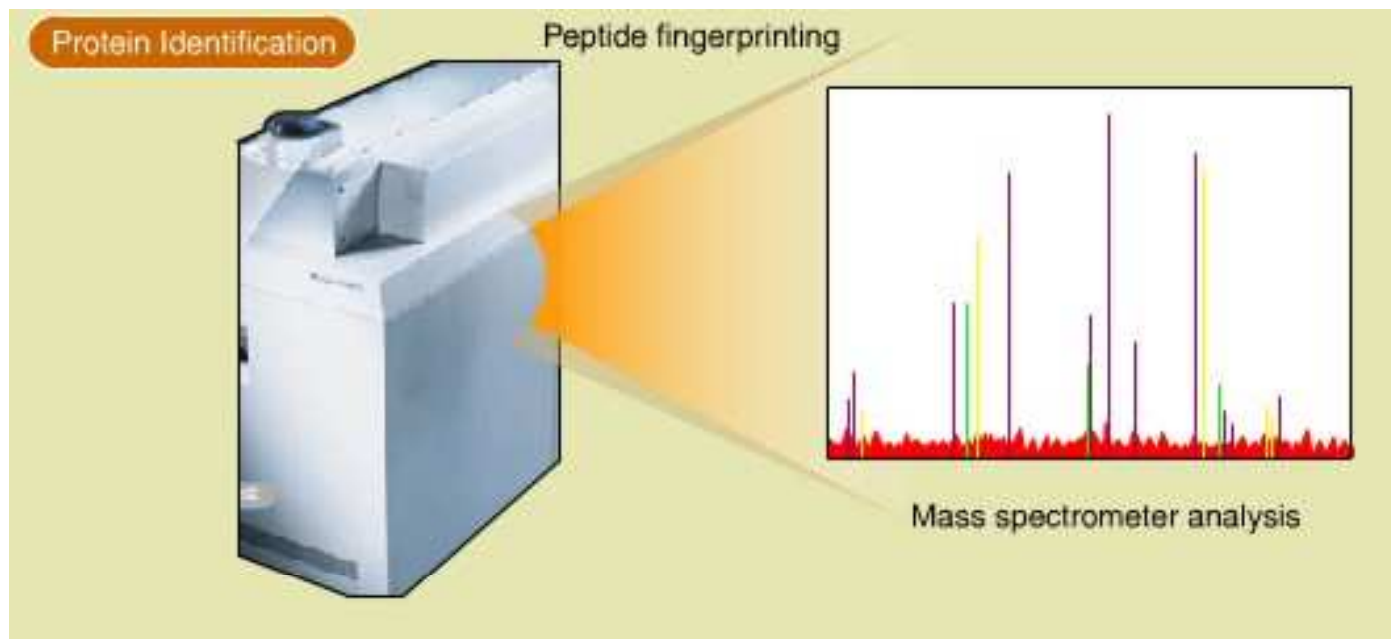 Protein Identification
Peptide fingerprinting
Mass spectrometer analysis